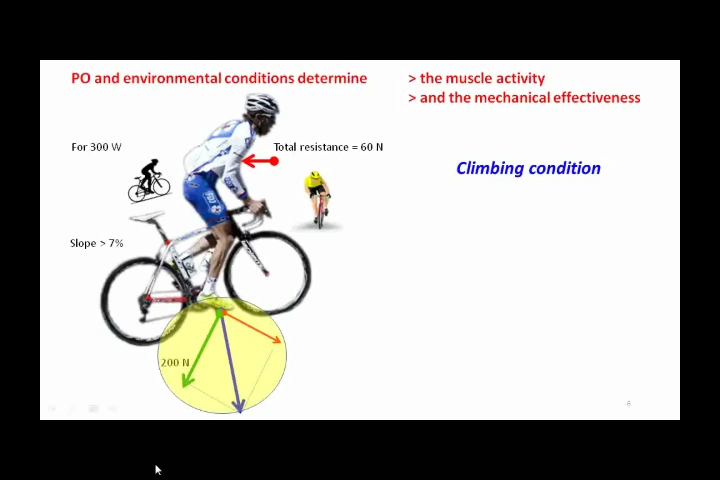 PO and environmental conditions determine
> the muscle activity
> and the mechanical effectiveness
For 300 W
Total resistance = 60 N
Climbing condition
Slope > 7%
200 N
6